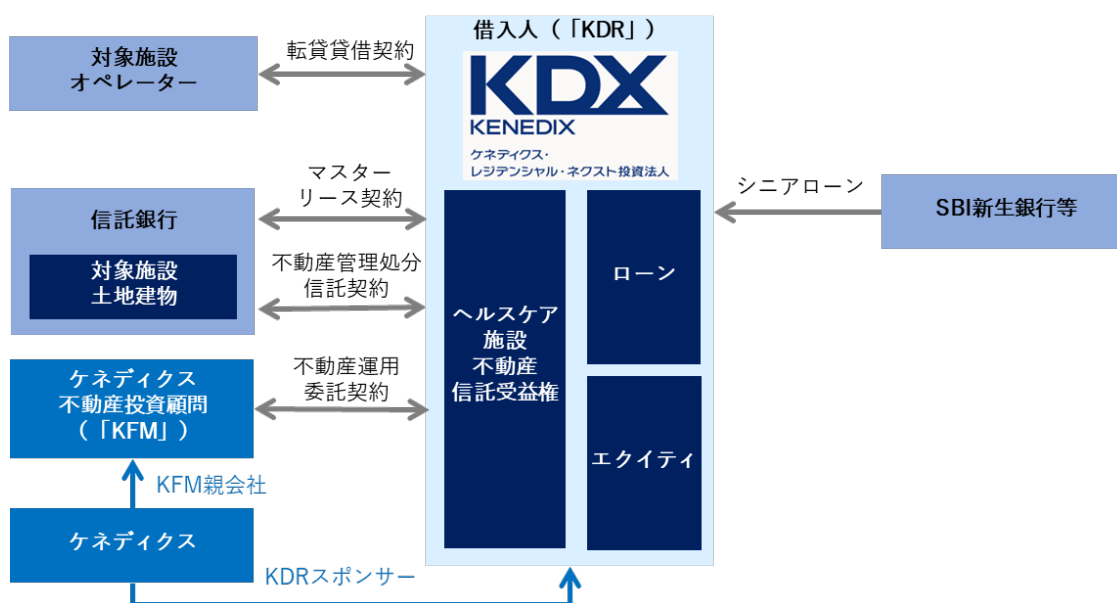 借入人（「KDR」）
KDX
KENEDIX
ケネディクス・
レジデンシャル・ネクスト投資法人
対象施設
オペレーター
転貸貸借契約
マスター
リース契約
信託銀行
対象施設
土地建物
不動産管理処分
信託契約
ケネディクス
不動産投資顧問
（「KFM」）
不動産運用
委託契約
KFM親会社
ケネディクス
KDRスポンサー
ヘルスケア
施設
不動産
信託受益権
ローン
エクイティ
シニアローン
SBI新生銀行等